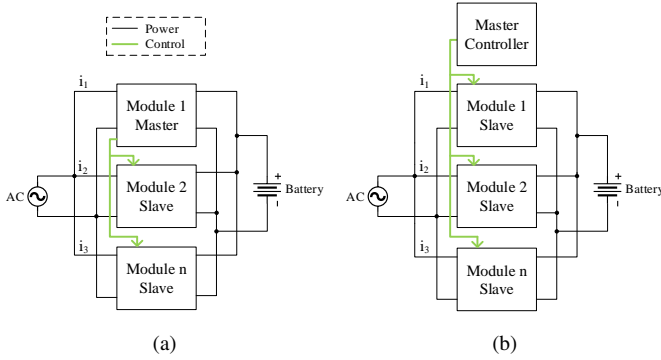 Power
Control
i1
Module 1
Master
i2
Module 2
Slave
i3
Module n
Slave
AC
+
-
Battery
(a)
Master
Controller
i1
Module 1
Slave
i2
Module 2
Slave
i3
Module n
Slave
AC
+
-
Battery
(b)